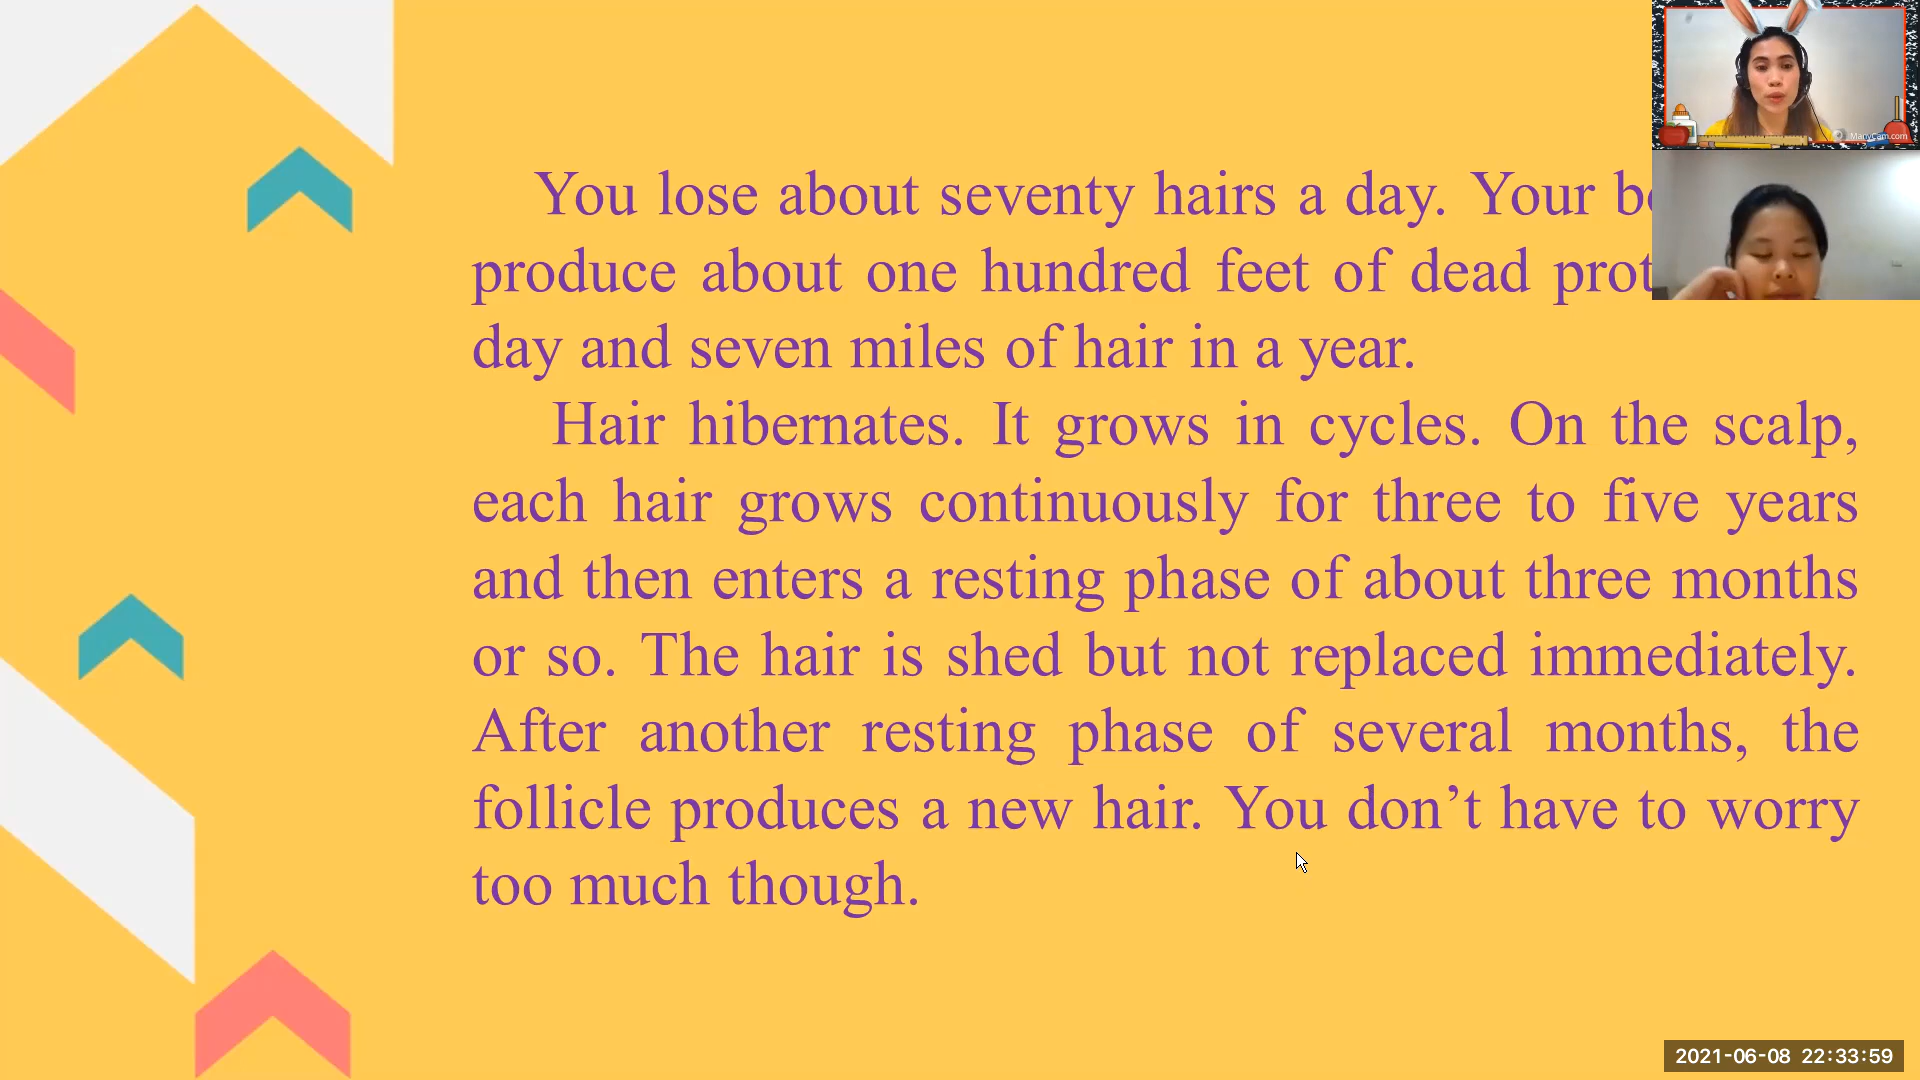 You lose about seventy hairs a day. Your
produce about one hundred feet of dead
day and seven miles of hair in a year.
Hair hibernates. It grows in cycles. On the scalp,
each hair grows continuously for three to five years
and then enters a resting phase of about three months
or so. The hair is shed but not replaced immediately.
After another resting phase of several months, the
follicle produces a new hair. You don’t have to worry
too much though.
ManyCam.com
2021-06-08 22:33:59